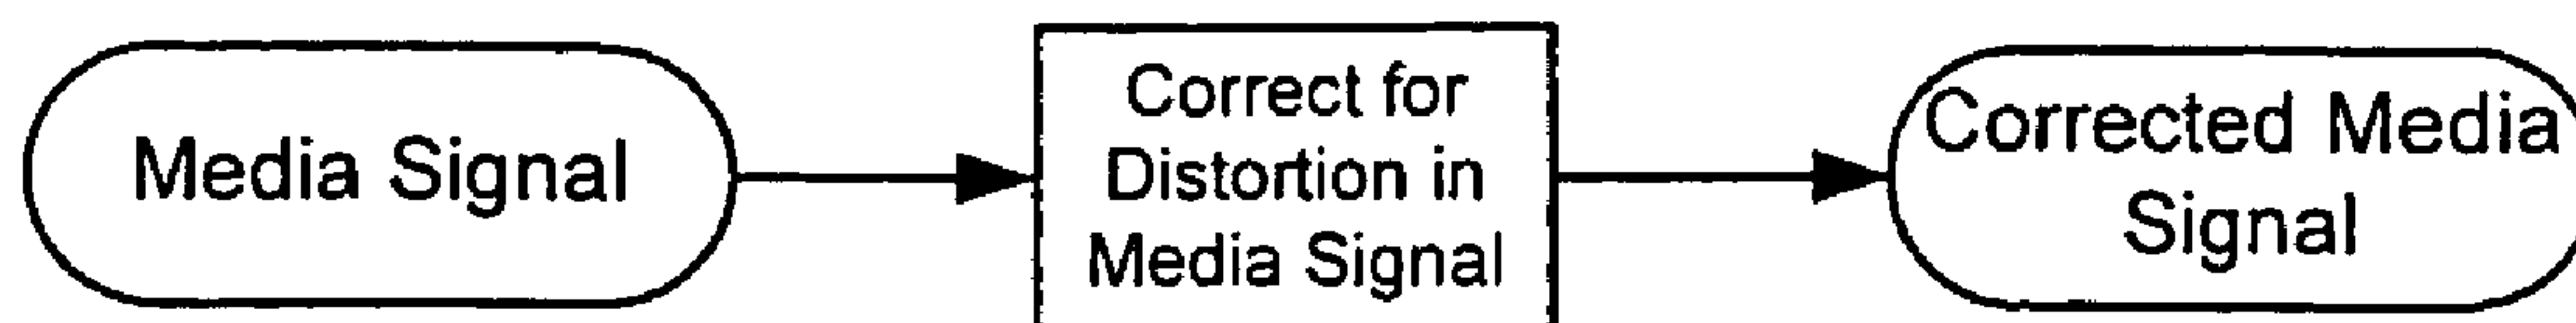 Media Signal
Correct for
Distortion in
Media Signal
Corrected Media
Signal